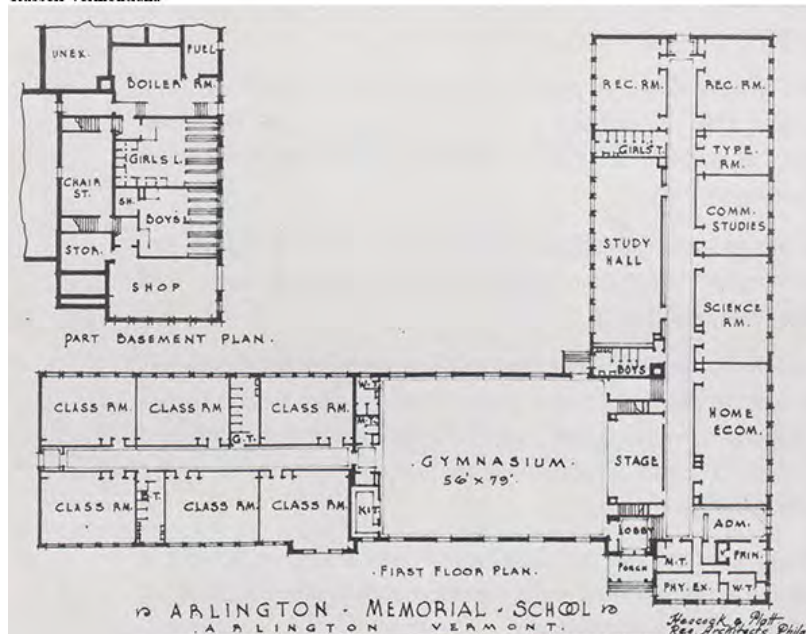 UNEX.
FUEL
BOILER RM.
GIRLS L.
CHAIR
ST.
SH.
BOYS L
STOR.
SHOP
PART BASEMENT PLAN.
REC. RM.
REC. RM.
GIRLS T.
TYPE
RM.
COMM.
STUDIES
STUDY
HALL
SCIENCE
RM.
BOYS
HOME
ECOM.
CLASS RM.
CLASS RM
CLASS RM.
G.T.
W.T.
M.T.
GYMNASIUM.
56' x 79'.
STAGE
CLASS RM.
T.
CLASS RM.
CLASS RM.
KIT.
LOBBY
ADM.
PORCH
M.T.
PRIN.
PHY. EX.
W.T
.FIRST FLOOR PLAN.
ARLINGTON - MEMORIAL - SCHOOL
. ARLINGTON VERMONT.
Architects Phila